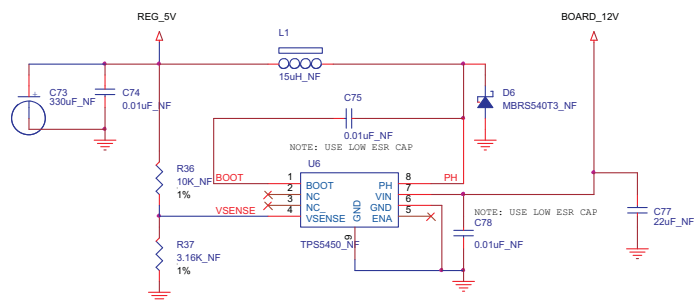 REG_5V
BOARD_12V
L1
15uH_NF
C73
330uF_NF
C74
0.01uF_NF
C75
0.01uF_NF
D6
MBRS540T3_NF
NOTE: USE LOW ESR CAP
U6
R36
10K_NF
1%
BOOT
1
2
3
4
BOOT
NC
NC_
VSENSE
GND
9
PH
VIN
GND
ENA
8
7
6
5
PH
VSENSE
TPS5450_NF
NOTE: USE LOW ESR CAP
C78
0.01uF_NF
C77
22uF_NF
R37
3.16K_NF
1%